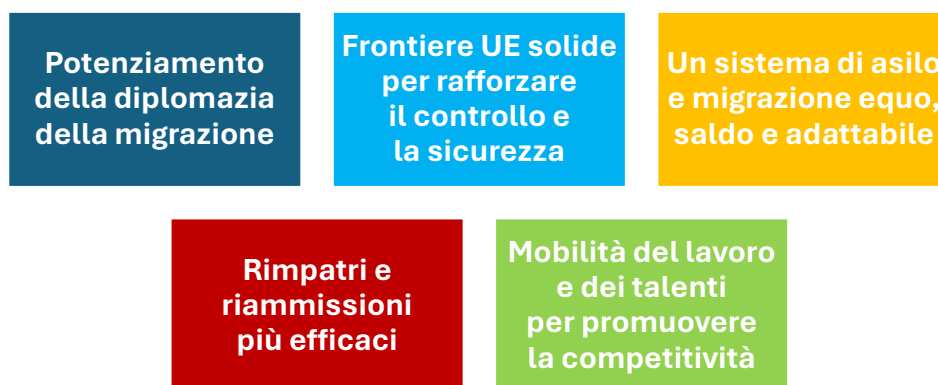 Potenziamento
della diplomazia
della migrazione
Frontiere UE solide
per rafforzare
il controllo e
la sicurezza
Un sistema di asilo
e migrazione equo,
saldo e adattabile
Rimpatri e
riammissioni
più efficaci
Mobilità del lavoro
e dei talenti
per promuovere
la competitività